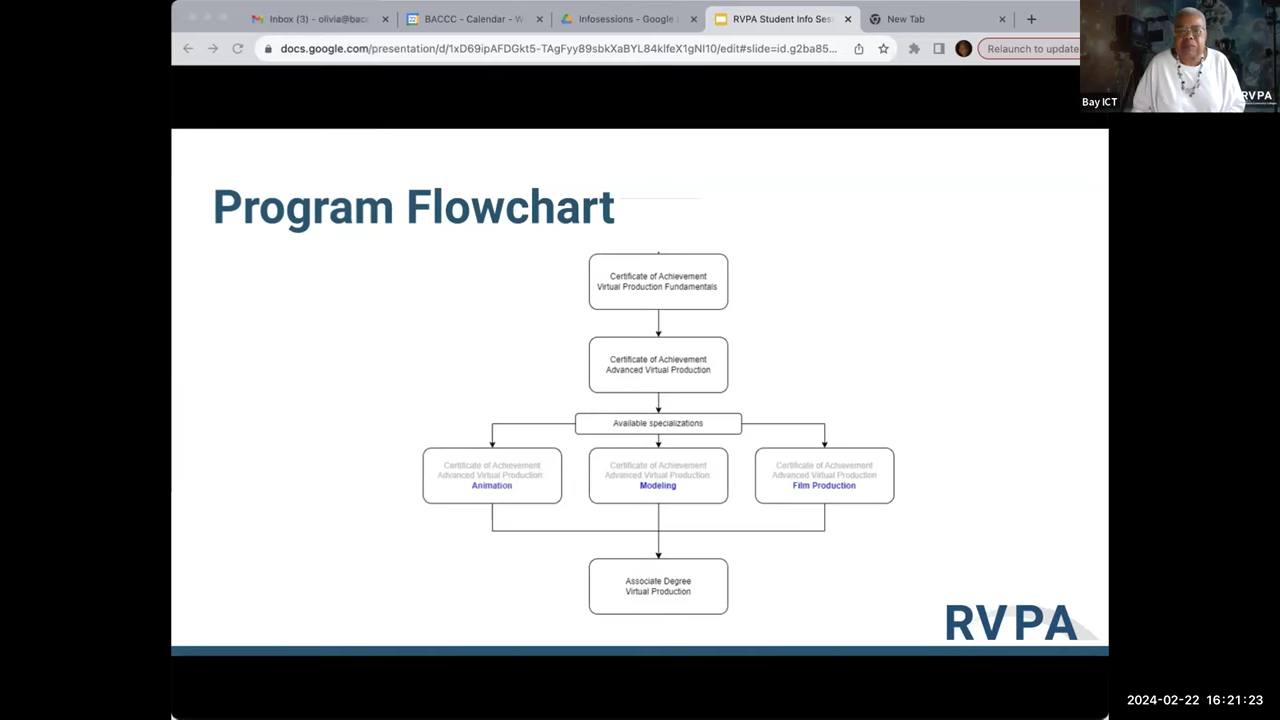 Inbox (3) - olivia@bacc
BACCC - Calendar - W
Infosessions - Google
RVPA Student Info Ses
New Tab
docs.google.com/presentation/d/1xD69ipAFDGkt5-TAgFyy89sbkXaBYL84klfeX1gNI10/edit#slide=id.g2ba85...
Relaunch to update
Bay ICT
RVPA
Program Flowchart
Certificate of Achievement
Virtual Production Fundamentals
Certificate of Achievement
Advanced Virtual Production
Available specializations
Certificate of Achievement
Advanced Virtual Production
Animation
Certificate of Achievement
Advanced Virtual Production
Modeling
Certificate of Achievement
Advanced Virtual Production
Film Production
Associate Degree
Virtual Production
RVPA
2024-02-22 16:21:23